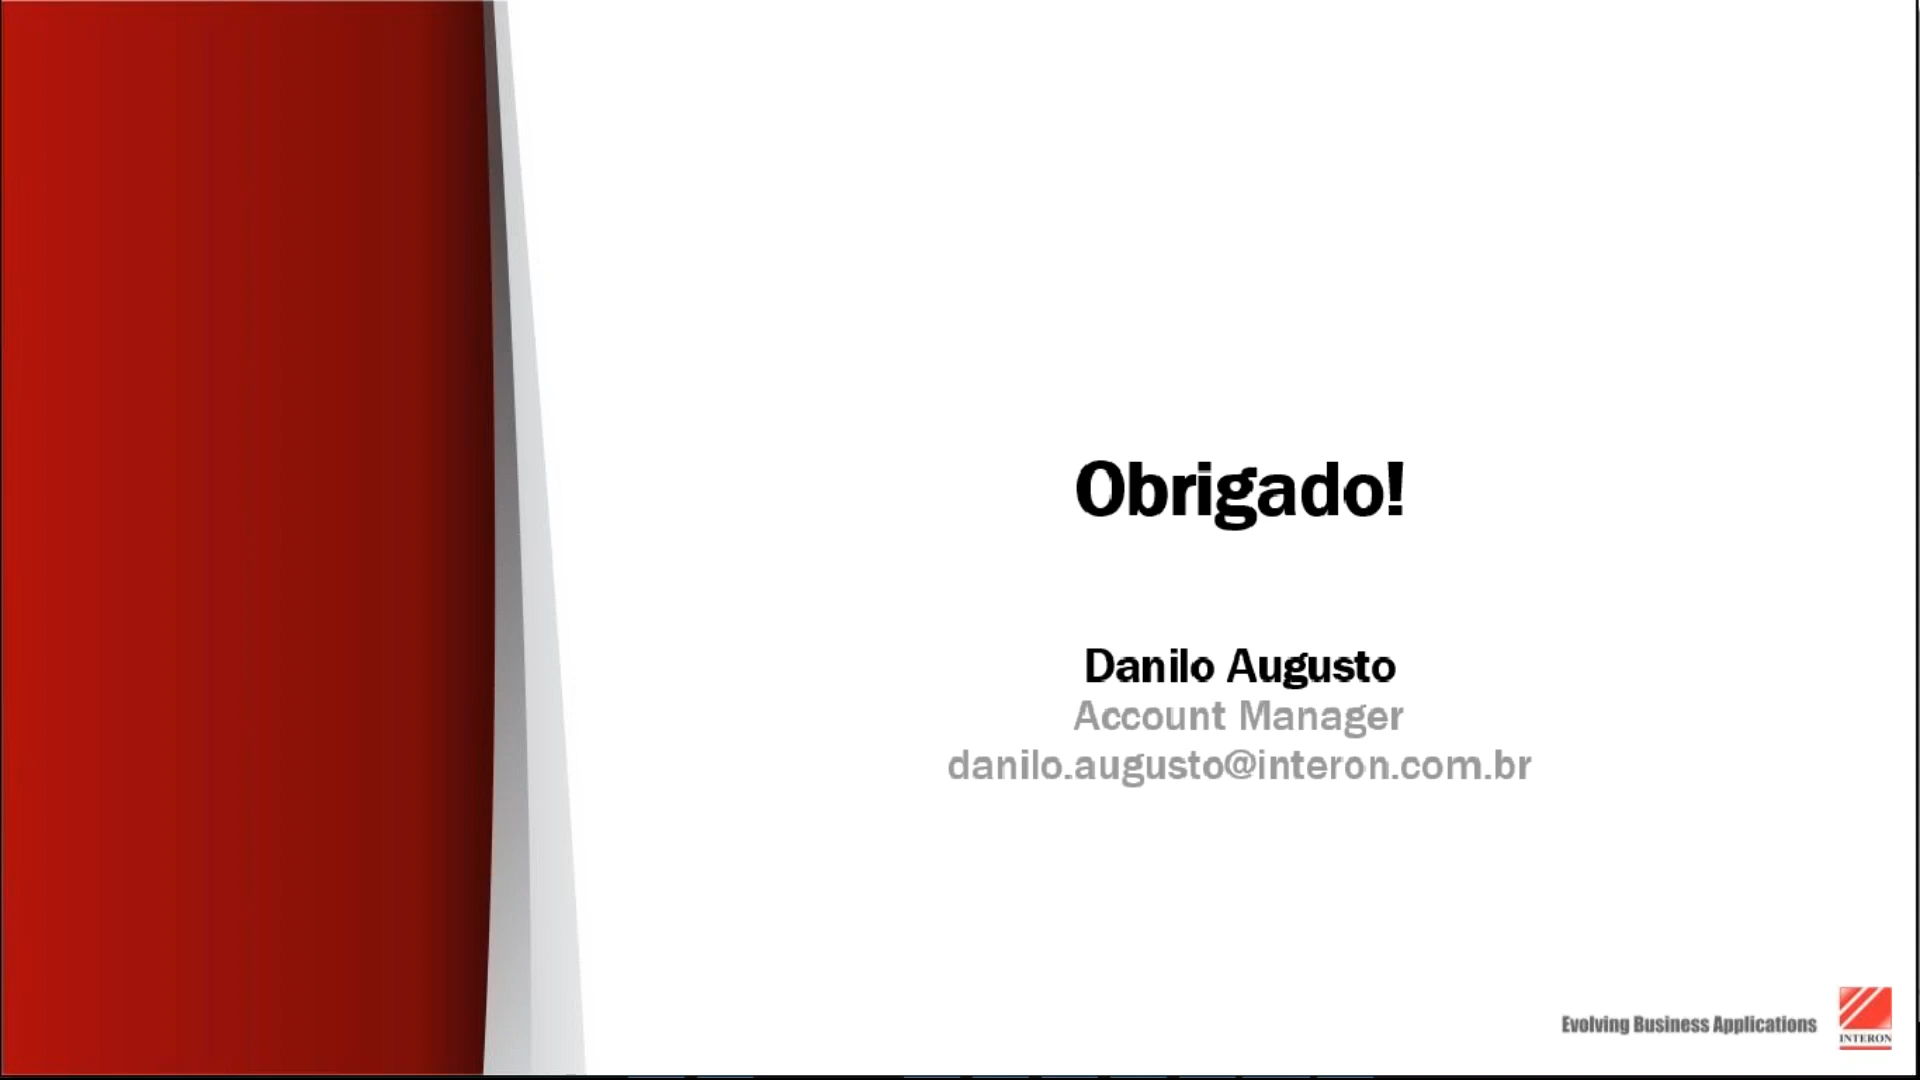 Obrigado!
Danilo Augusto
Account Manager
danilo.augusto@interon.com.br
Evolving Business Applications
INTERON